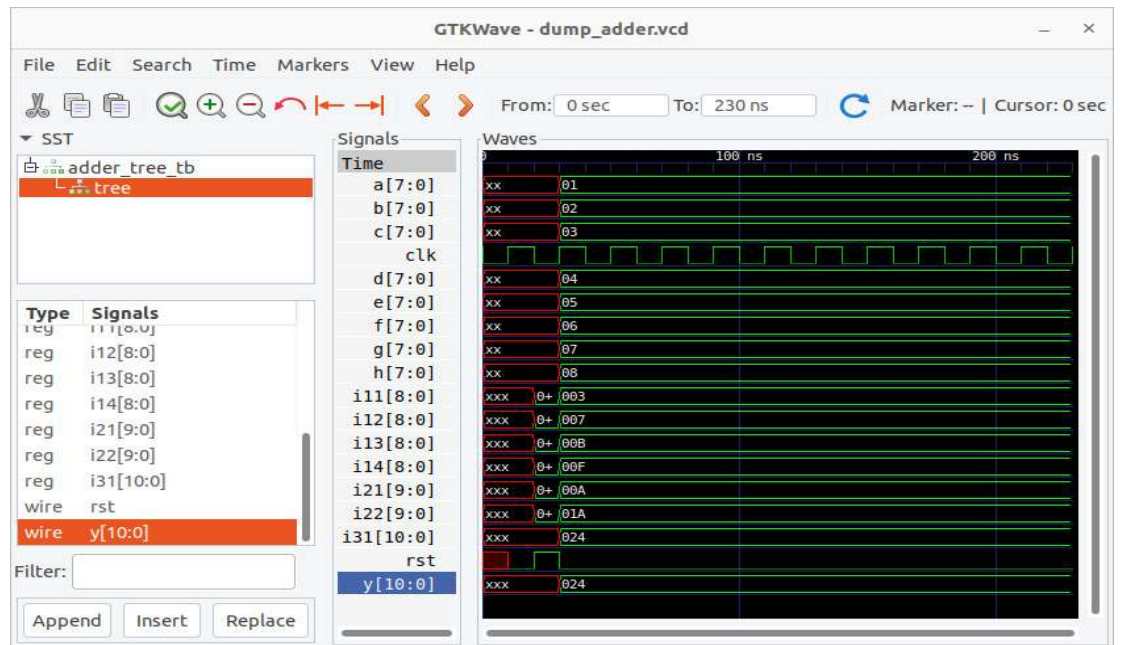 GTKWave - dump_adder.vcd
File Edit Search Time Markers View Help
From: 0 sec To: 230 ns Marker: -- | Cursor: 0 sec
SST
adder_tree_tb
tree
Type Signals
reg i11[8:0]
reg i12[8:0]
reg i13[8:0]
reg i14[8:0]
reg i21[9:0]
reg i22[9:0]
reg i31[10:0]
wire rst
wire y[10:0]
Filter:
Append Insert Replace
Signals
Time
a[7:0]
b[7:0]
c[7:0]
clk
d[7:0]
e[7:0]
f[7:0]
g[7:0]
h[7:0]
i11[8:0]
i12[8:0]
i13[8:0]
i14[8:0]
i21[9:0]
i22[9:0]
i31[10:0]
rst
y[10:0]
Waves
0 100 ns 200 ns
xx 01
xx 02
xx 03
xx 04
xx 05
xx 06
xx 07
xx 08
xxx 0+ 003
xxx 0+ 007
xxx 0+ 00B
xxx 0+ 00F
xxx 0+ 00A
xxx 0+ 01A
xxx 024
xxx 024